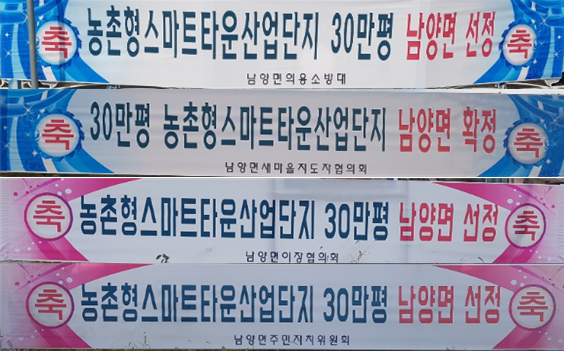 축 농촌형스마트타운산업단지 30만평 남양면 선정 축
남양면의용소방대
축 30만평 농촌형스마트타운산업단지 남양면 확정 축
남양면새마을지도자협의회
축 농촌형스마트타운산업단지 30만평 남양면 선정 축
남양면이장협의회
축 농촌형스마트타운산업단지 30만평 남양면 선정 축
남양면주민자치위원회